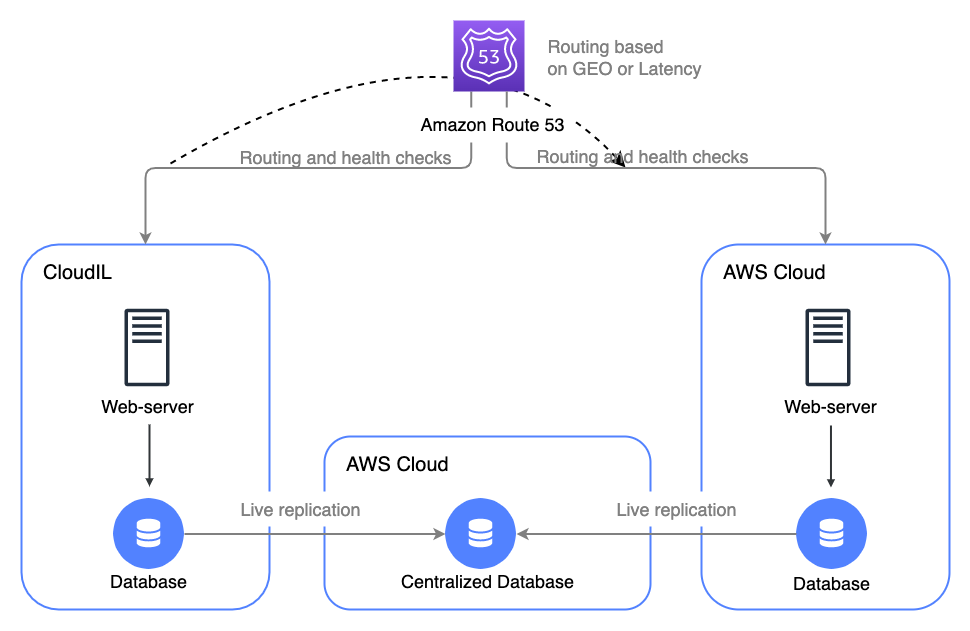 53
Routing based
on GEO or Latency
Amazon Route 53
Routing and health checks
Routing and health checks
CloudIL
AWS Cloud
Web-server
Web-server
AWS Cloud
Live replication
Live replication
Database
Centralized Database
Database